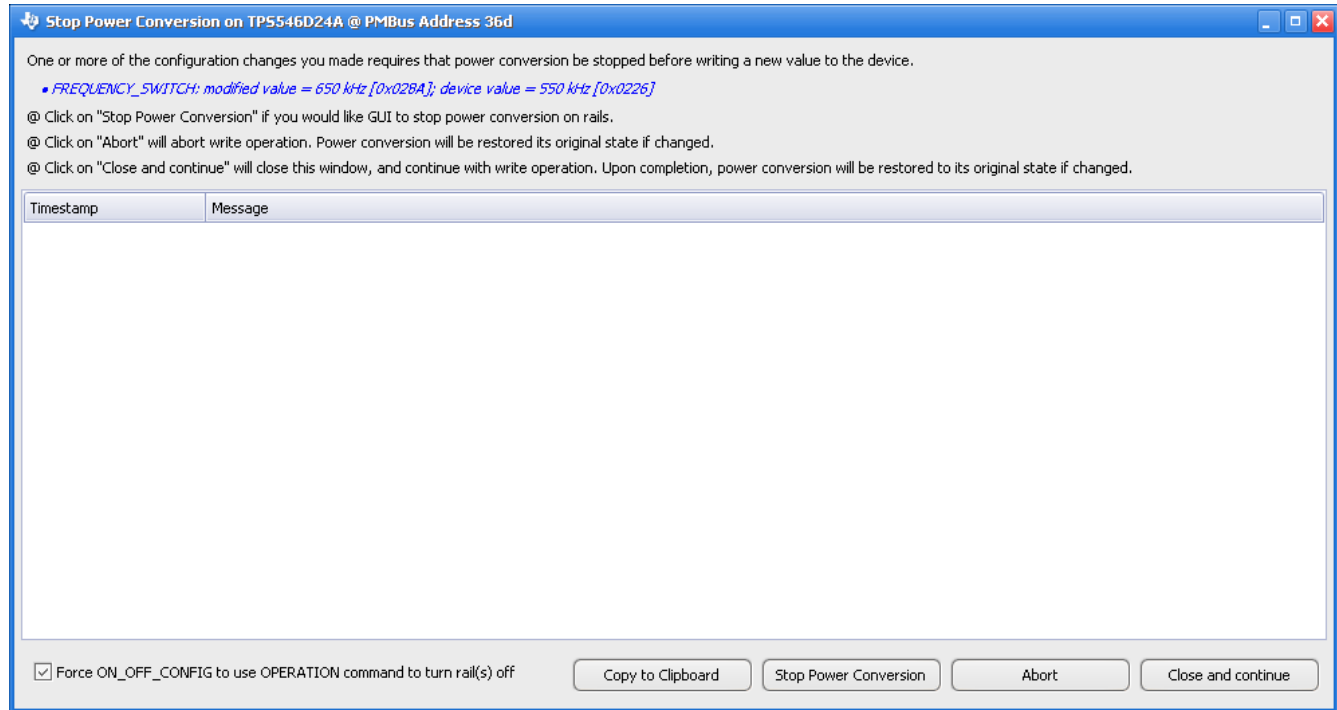 Stop Power Conversion on TPS546D24A @ PMBus Address 36d
One or more of the configuration changes you made requires that power conversion be stopped before writing a new value to the device.
• FREQUENCY_SWITCH: modified value = 650 kHz [0x028A]; device value = 550 kHz [0x0226]
@ Click on "Stop Power Conversion" if you would like GUI to stop power conversion on rails.
@ Click on "Abort" will abort write operation. Power conversion will be restored its original state if changed.
@ Click on "Close and continue" will close this window, and continue with write operation. Upon completion, power conversion will be restored to its original state if changed.
Timestamp Message
Force ON_OFF_CONFIG to use OPERATION command to turn rail(s) off Copy to Clipboard Stop Power Conversion Abort Close and continue